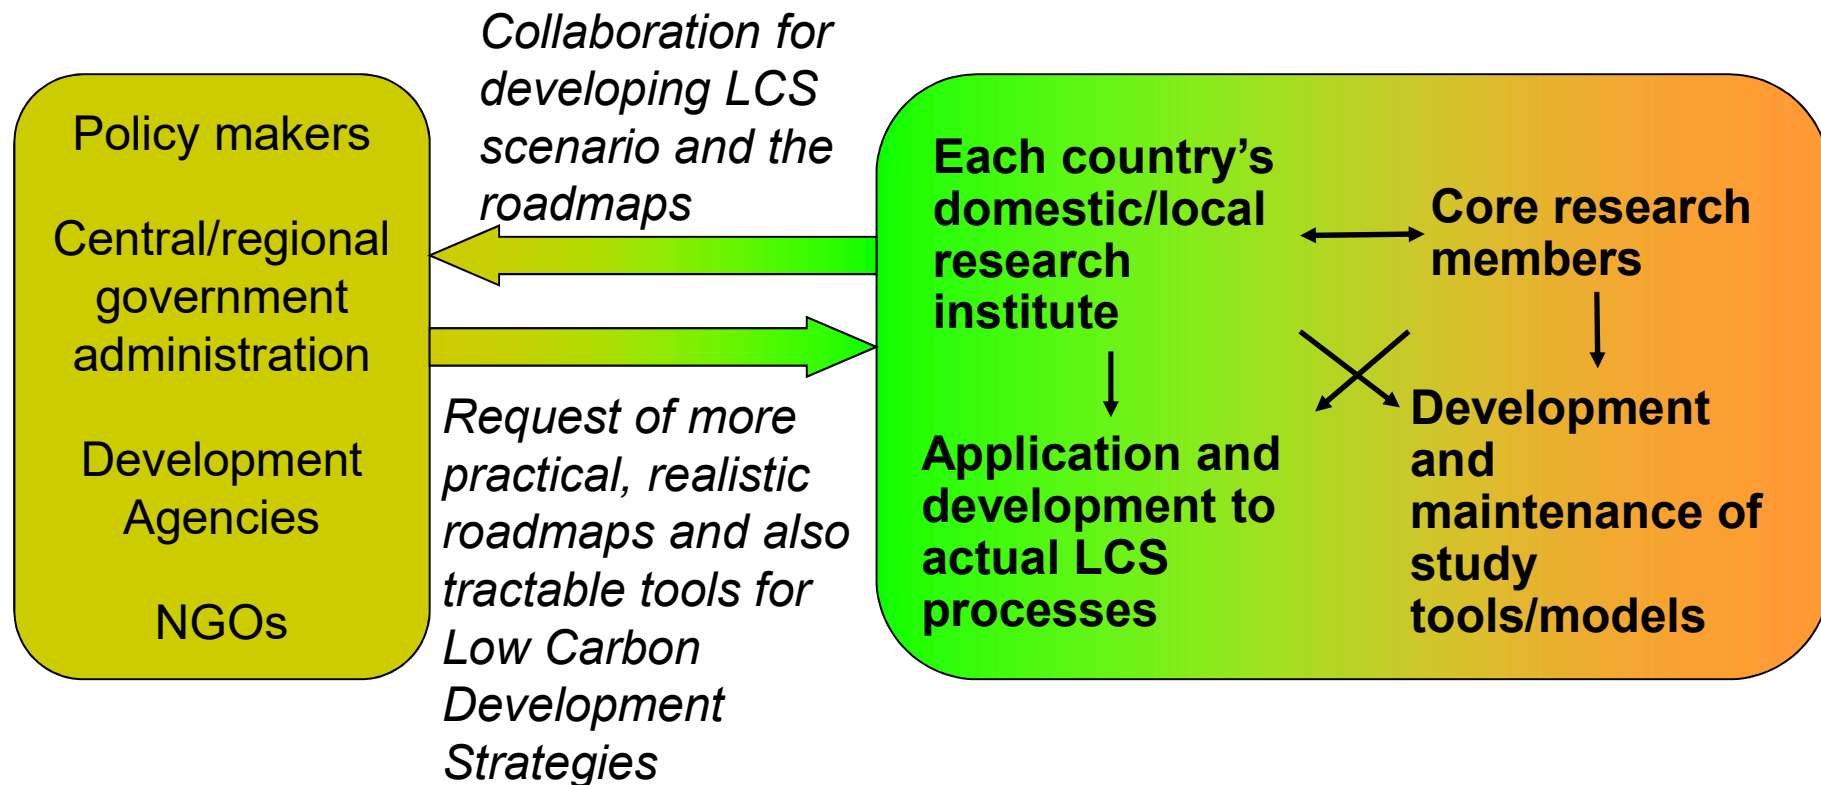 Policy makers
Central/regional
government
administration
Development
Agencies
NGOs
Collaboration for
developing LCS
scenario and the
roadmaps
Request of more
practical, realistic
roadmaps and also
tractable tools for
Low Carbon
Development
Strategies
Each country’s
domestic/local
research
institute
Core research
members
Application and
development to
actual LCS
processes
Development
and
maintenance of
study
tools/models